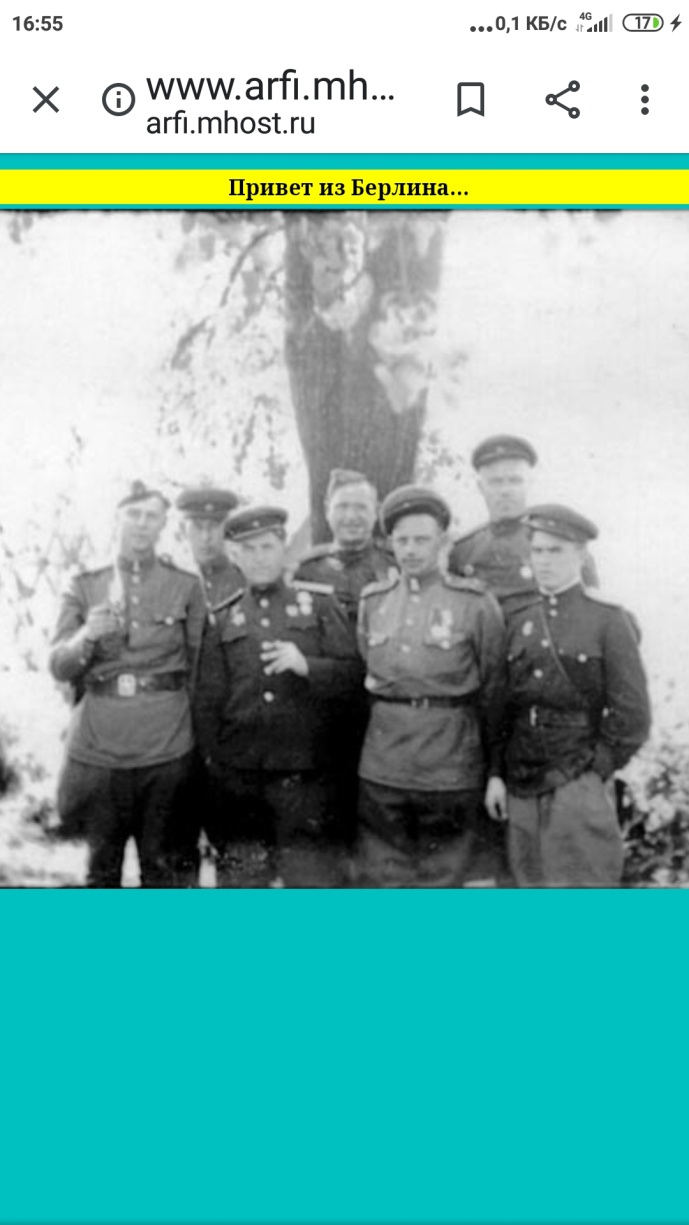 16:55
...0,1 КБ/с 4G 17
www.arfi.mh...
arfi.mhost.ru
Привет из Берлина...